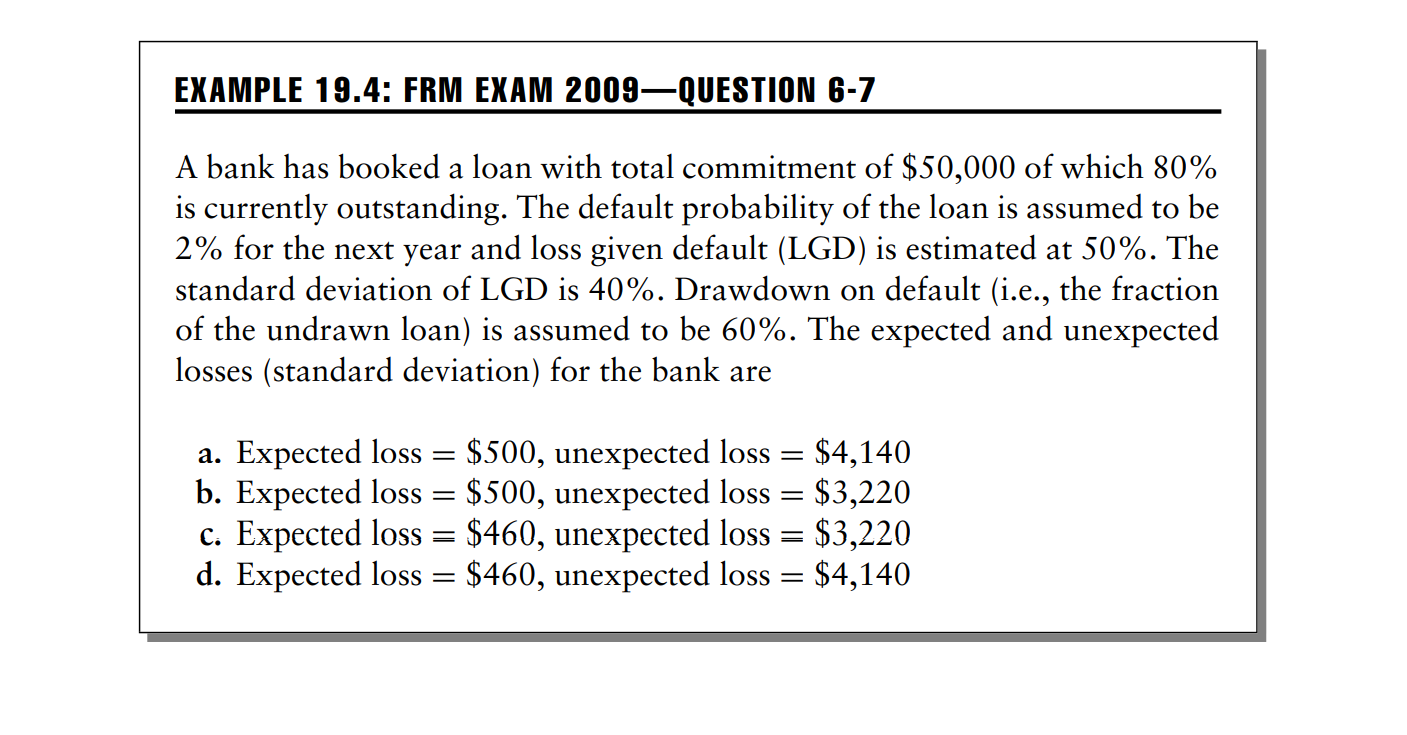 EXAMPLE 19.4: FRM EXAM 2009—QUESTION 6-7
A bank has booked a loan with total commitment of $50,000 of which 80%
is currently outstanding. The default probability of the loan is assumed to be
2% for the next year and loss given default (LGD) is estimated at 50%. The
standard deviation of LGD is 40%. Drawdown on default (i.e., the fraction
of the undrawn loan) is assumed to be 60%. The expected and unexpected
losses (standard deviation) for the bank are
a. Expected loss = $500, unexpected loss = $4,140
b. Expected loss = $500, unexpected loss = $3,220
c. Expected loss = $460, unexpected loss = $3,220
d. Expected loss = $460, unexpected loss = $4,140